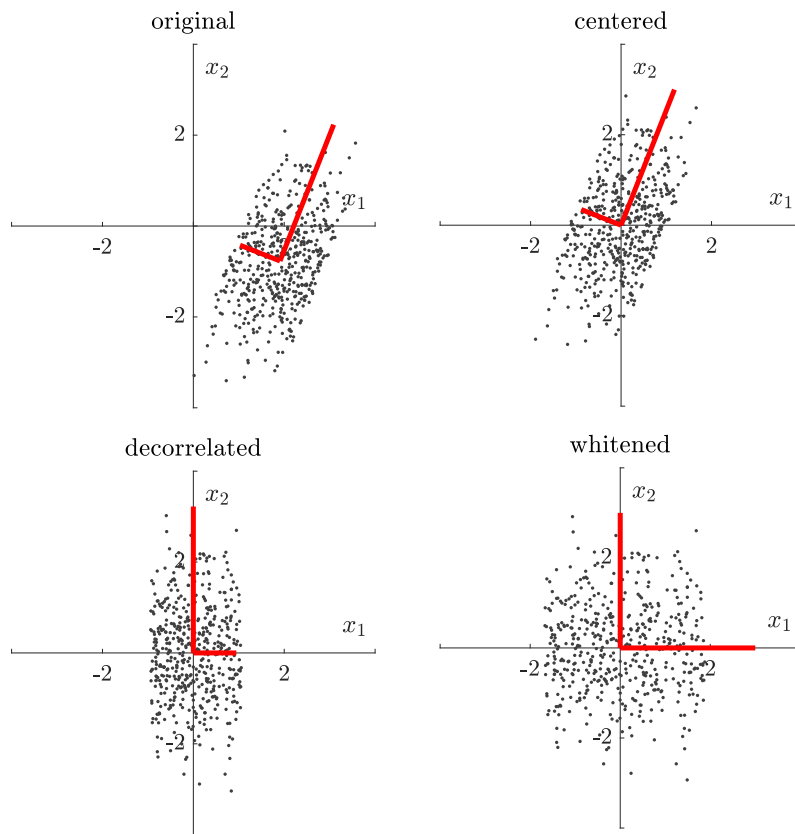 original
x₂
2
x₁
-2
-2
centered
x₂
2
x₁
-2
2
-2
decorrelated
x₂
2
x₁
-2
2
-2
whitened
x₂
2
x₁
-2
2
-2